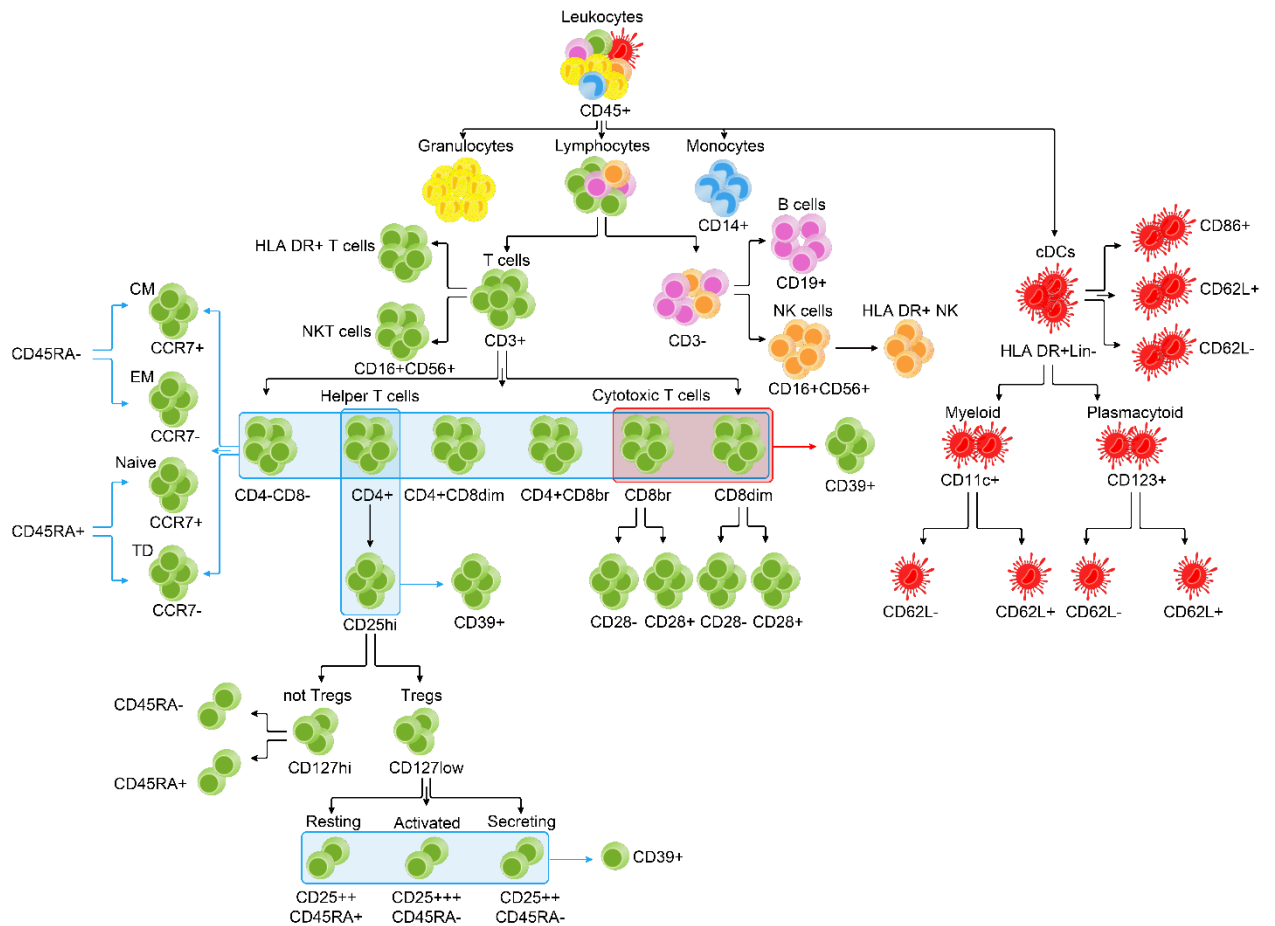 Leukocytes
CD45+
Granulocytes
Lymphocytes
Monocytes
CD14+
HLA DR+ T cells
T cells
CD3+
NKT cells
CD16+CD56+
CD3-
B cells
CD19+
NK cells
CD16+CD56+
HLA DR+ NK
cDCs
HLA DR+Lin-
CD86+
CD62L+
CD62L-
CM
CCR7+
CD45RA-
EM
CCR7-
Naive
CCR7+
CD45RA+
TD
CCR7-
Helper T cells
Cytotoxic T cells
CD4-CD8-
CD4+
CD4+CD8dim
CD4+CD8br
CD8br
CD8dim
CD39+
Myeloid
CD11c+
Plasmacytoid
CD123+
CD25hi
CD39+
CD28-
CD28+
CD28-
CD28+
CD62L-
CD62L+
CD62L-
CD62L+
not Tregs
CD127hi
Tregs
CD127low
CD45RA-
CD45RA+
Resting
Activated
Secreting
CD39+
CD25++
CD45RA+
CD25+++
CD45RA-
CD25++
CD45RA-